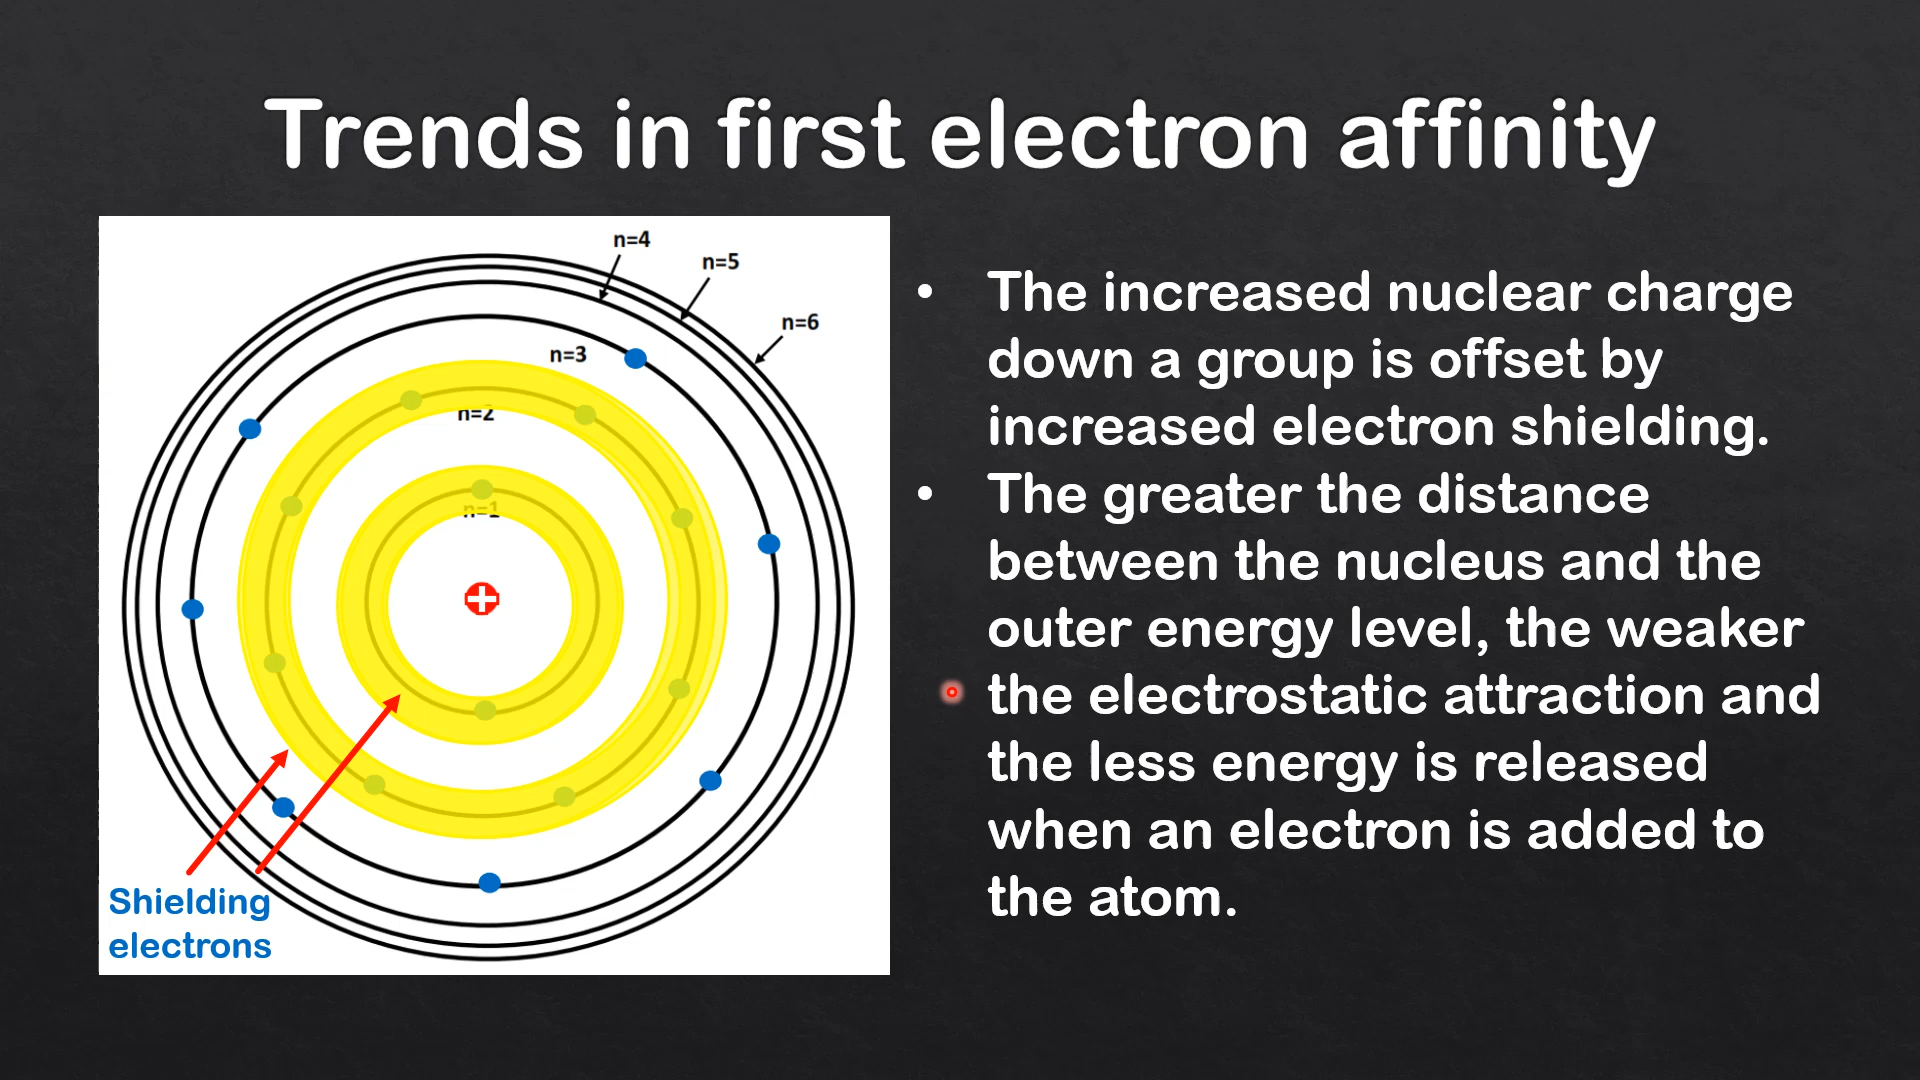 Trends in first electron affinity
n=4
n=5
n=6
n=3
n=2
n=1
Shielding
electrons
• The increased nuclear charge
down a group is offset by
increased electron shielding.
• The greater the distance
between the nucleus and the
outer energy level, the weaker
the electrostatic attraction and
the less energy is released
when an electron is added to
the atom.